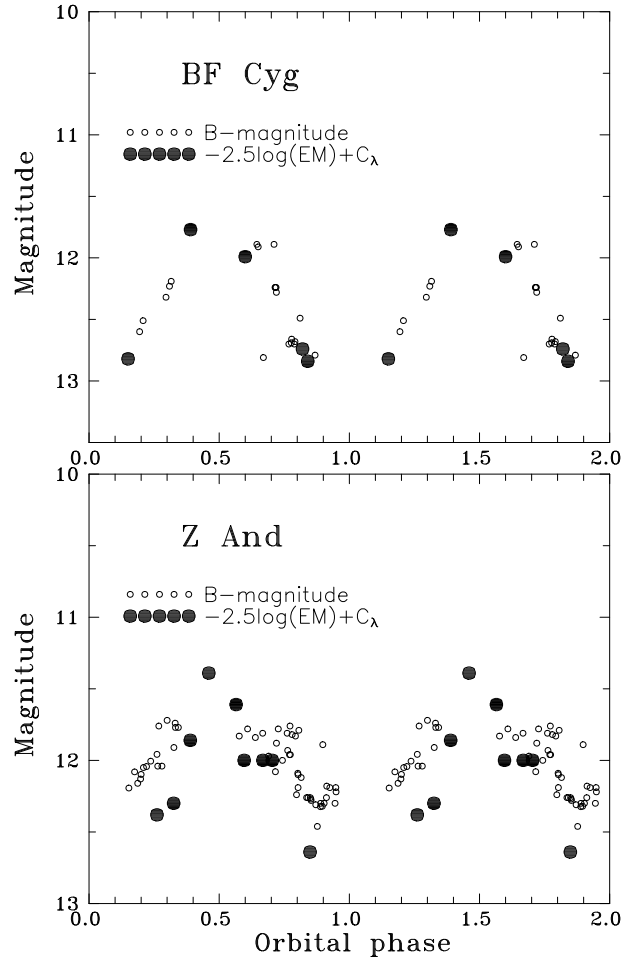 10
BF Cyg
11
B-magnitude
-2.5log(EM)+Cλ
Magnitude
12
13
0.0 0.5 1.0 1.5 2.0
10
Z And
11
B-magnitude
-2.5log(EM)+Cλ
Magnitude
12
13
0.0 0.5 1.0 1.5 2.0
Orbital phase